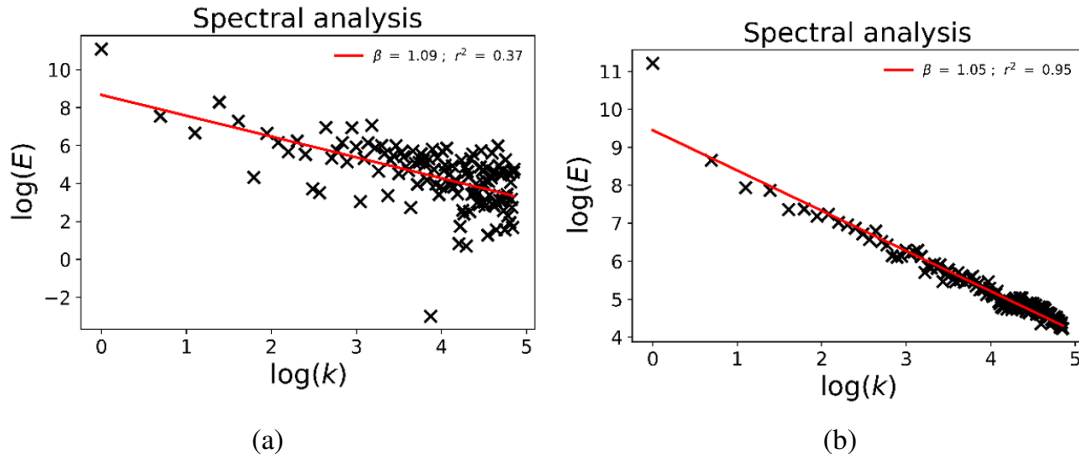 Spectral analysis
β = 1.09 ; r² = 0.37
log(E)
10
8
6
4
2
0
−2
0 1 2 3 4 5
log(k)
(a)
Spectral analysis
β = 1.05 ; r² = 0.95
log(E)
11
10
9
8
7
6
5
4
0 1 2 3 4 5
log(k)
(b)